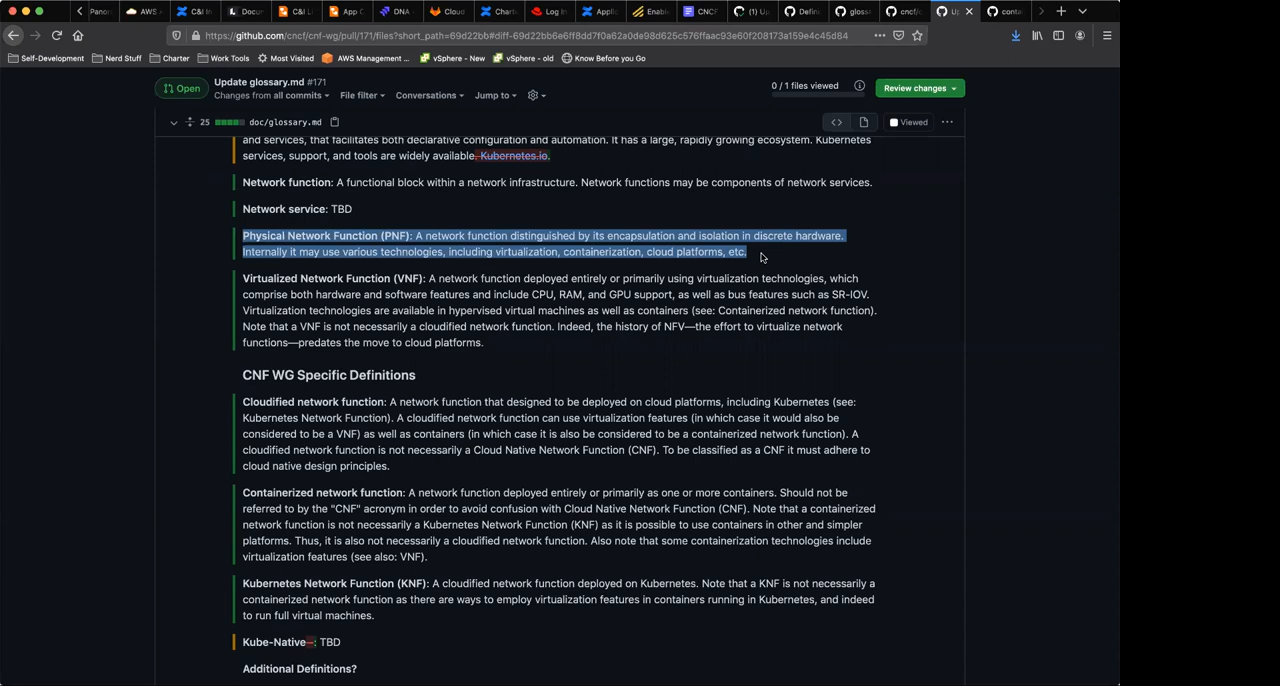 Pano
AWS
C&I In
Docu
C&I Li
App C
DNA
Cloud
Charte
Log In
Applic
Enabl
CNCF
(1) Up
Defin
gloss
cncf/c
Up
conta
https://github.com/cncf/cnf-wg/pull/171/files?short_path=69d22bb#diff-69d22bb6e6ff8dd7f0a62a0de98d625c576ffaac93e60f208173a159e4c45d84
Self-Development Nerd Stuff Charter Work Tools Most Visited AWS Management ... vSphere - New vSphere - old Know Before you Go
Open
Update glossary.md #171
Changes from all commits File filter Conversations Jump to
0 / 1 files viewed
Review changes
25 doc/glossary.md
Viewed
and services, that facilitates both declarative configuration and automation. It has a large, rapidly growing ecosystem. Kubernetes
services, support, and tools are widely available. Kubernetes.io.
Network function: A functional block within a network infrastructure. Network functions may be components of network services.
Network service: TBD
Physical Network Function (PNF): A network function distinguished by its encapsulation and isolation in discrete hardware.
Internally it may use various technologies, including virtualization, containerization, cloud platforms, etc.
Virtualized Network Function (VNF): A network function deployed entirely or primarily using virtualization technologies, which
comprise both hardware and software features and include CPU, RAM, and GPU support, as well as bus features such as SR-IOV.
Virtualization technologies are available in hypervised virtual machines as well as containers (see: Containerized network function).
Note that a VNF is not necessarily a cloudified network function. Indeed, the history of NFV—the effort to virtualize network
functions—predates the move to cloud platforms.
CNF WG Specific Definitions
Cloudified network function: A network function that designed to be deployed on cloud platforms, including Kubernetes (see:
Kubernetes Network Function). A cloudified network function can use virtualization features (in which case it would also be
considered to be a VNF) as well as containers (in which case it is also be considered to be a containerized network function). A
cloudified network function is not necessarily a Cloud Native Network Function (CNF). To be classified as a CNF it must adhere to
cloud native design principles.
Containerized network function: A network function deployed entirely or primarily as one or more containers. Should not be
referred to by the "CNF" acronym in order to avoid confusion with Cloud Native Network Function (CNF). Note that a containerized
network function is not necessarily a Kubernetes Network Function (KNF) as it is possible to use containers in other and simpler
platforms. Thus, it is also not necessarily a cloudified network function. Also note that some containerization technologies include
virtualization features (see also: VNF).
Kubernetes Network Function (KNF): A cloudified network function deployed on Kubernetes. Note that a KNF is not necessarily a
containerized network function as there are ways to employ virtualization features in containers running in Kubernetes, and indeed
to run full virtual machines.
Kube-Native –: TBD
Additional Definitions?